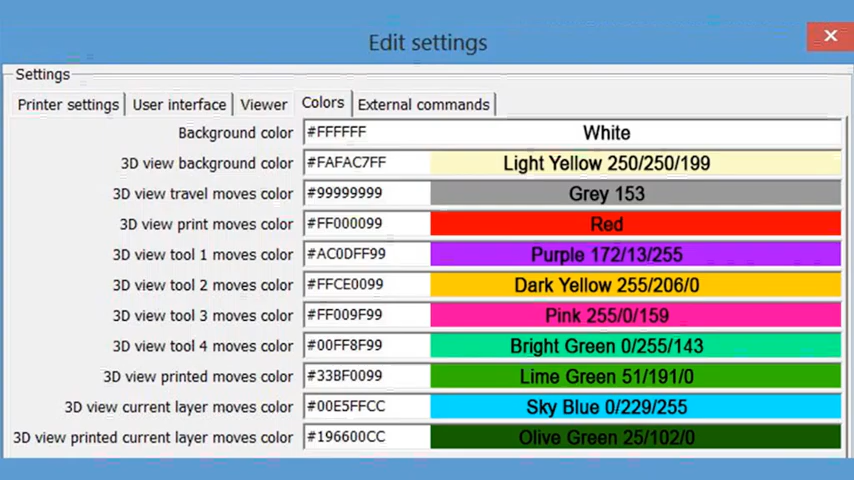 Edit settings
Settings
Printer settings User interface Viewer Colors External commands
Background color #FFFFFF White
3D view background color #FAFAC7FF Light Yellow 250/250/199
3D view travel moves color #99999999 Grey 153
3D view print moves color #FF000099 Red
3D view tool 1 moves color #AC0DFF99 Purple 172/13/255
3D view tool 2 moves color #FFCE0099 Dark Yellow 255/206/0
3D view tool 3 moves color #FF009F99 Pink 255/0/159
3D view tool 4 moves color #00FF8F99 Bright Green 0/255/143
3D view printed moves color #33BF0099 Lime Green 51/191/0
3D view current layer moves color #00E5FFCC Sky Blue 0/229/255
3D view printed current layer moves color #196600CC Olive Green 25/102/0